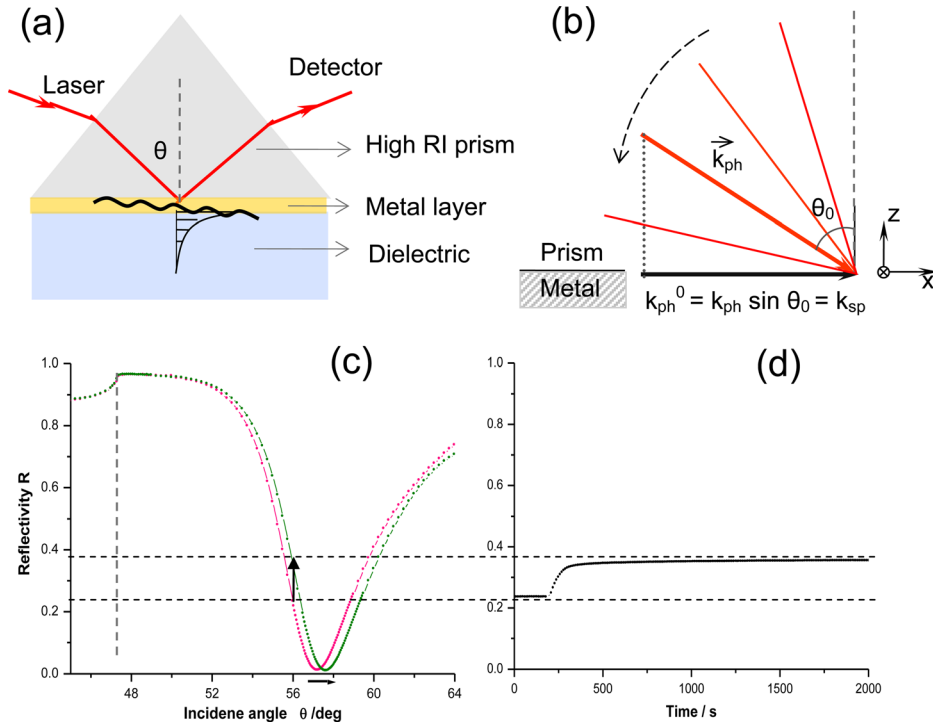 (a)
Laser
Detector
θ
High RI prism
Metal layer
Dielectric
(b)
k_ph
θ0
z
x
Prism
Metal
k_ph^0 = k_ph sin θ0 = k_sp
(c)
Reflectivity R
1.0
0.8
0.6
0.4
0.2
0.0
48 52 56 60 64
Incidene angle θ /deg
(d)
1.0
0.8
0.6
0.4
0.2
0.0
0 500 1000 1500 2000
Time / s